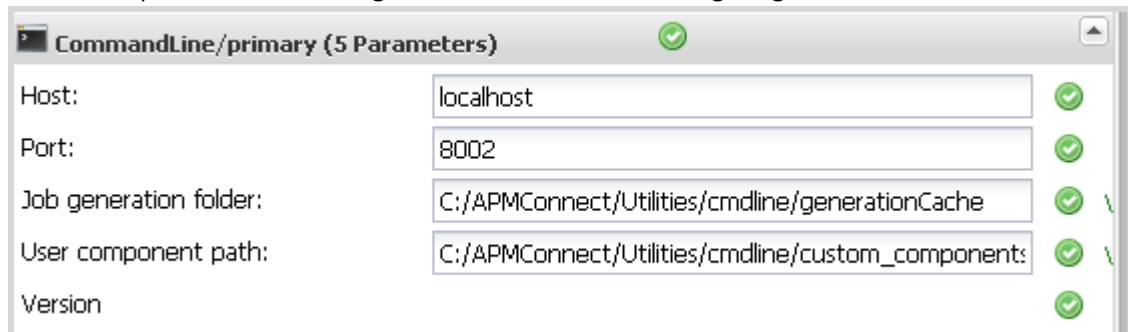 CommandLine/primary (5 Parameters)
Host: localhost
Port: 8002
Job generation folder: C:/APMConnect/Utilities/cmdline/generationCache
User component path: C:/APMConnect/Utilities/cmdline/custom_components
Version